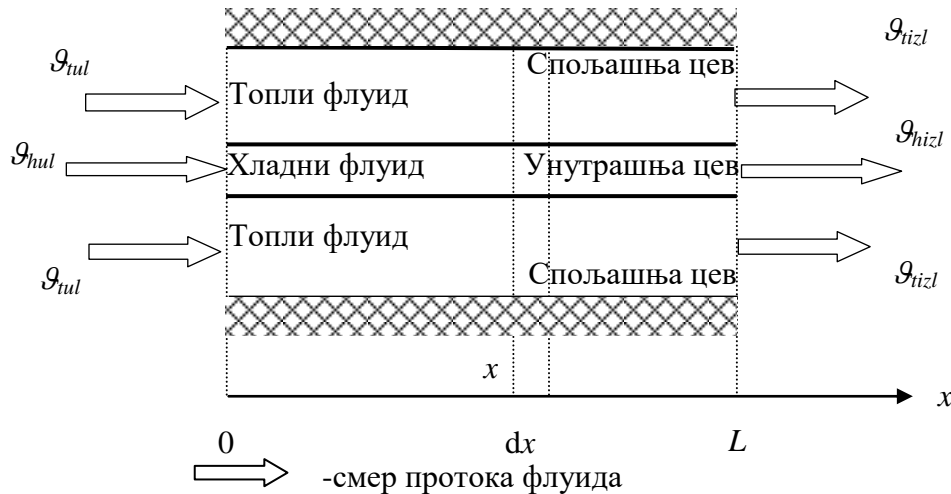 ϑtizl
ϑtul
Спољашња цев
Топли флуид
ϑhul
ϑhizl
Хладни флуид
Унутрашња цев
Топли флуид
ϑtul
Спољашња цев
ϑtizl
x
x
0
dx
L
-смер протока флуида